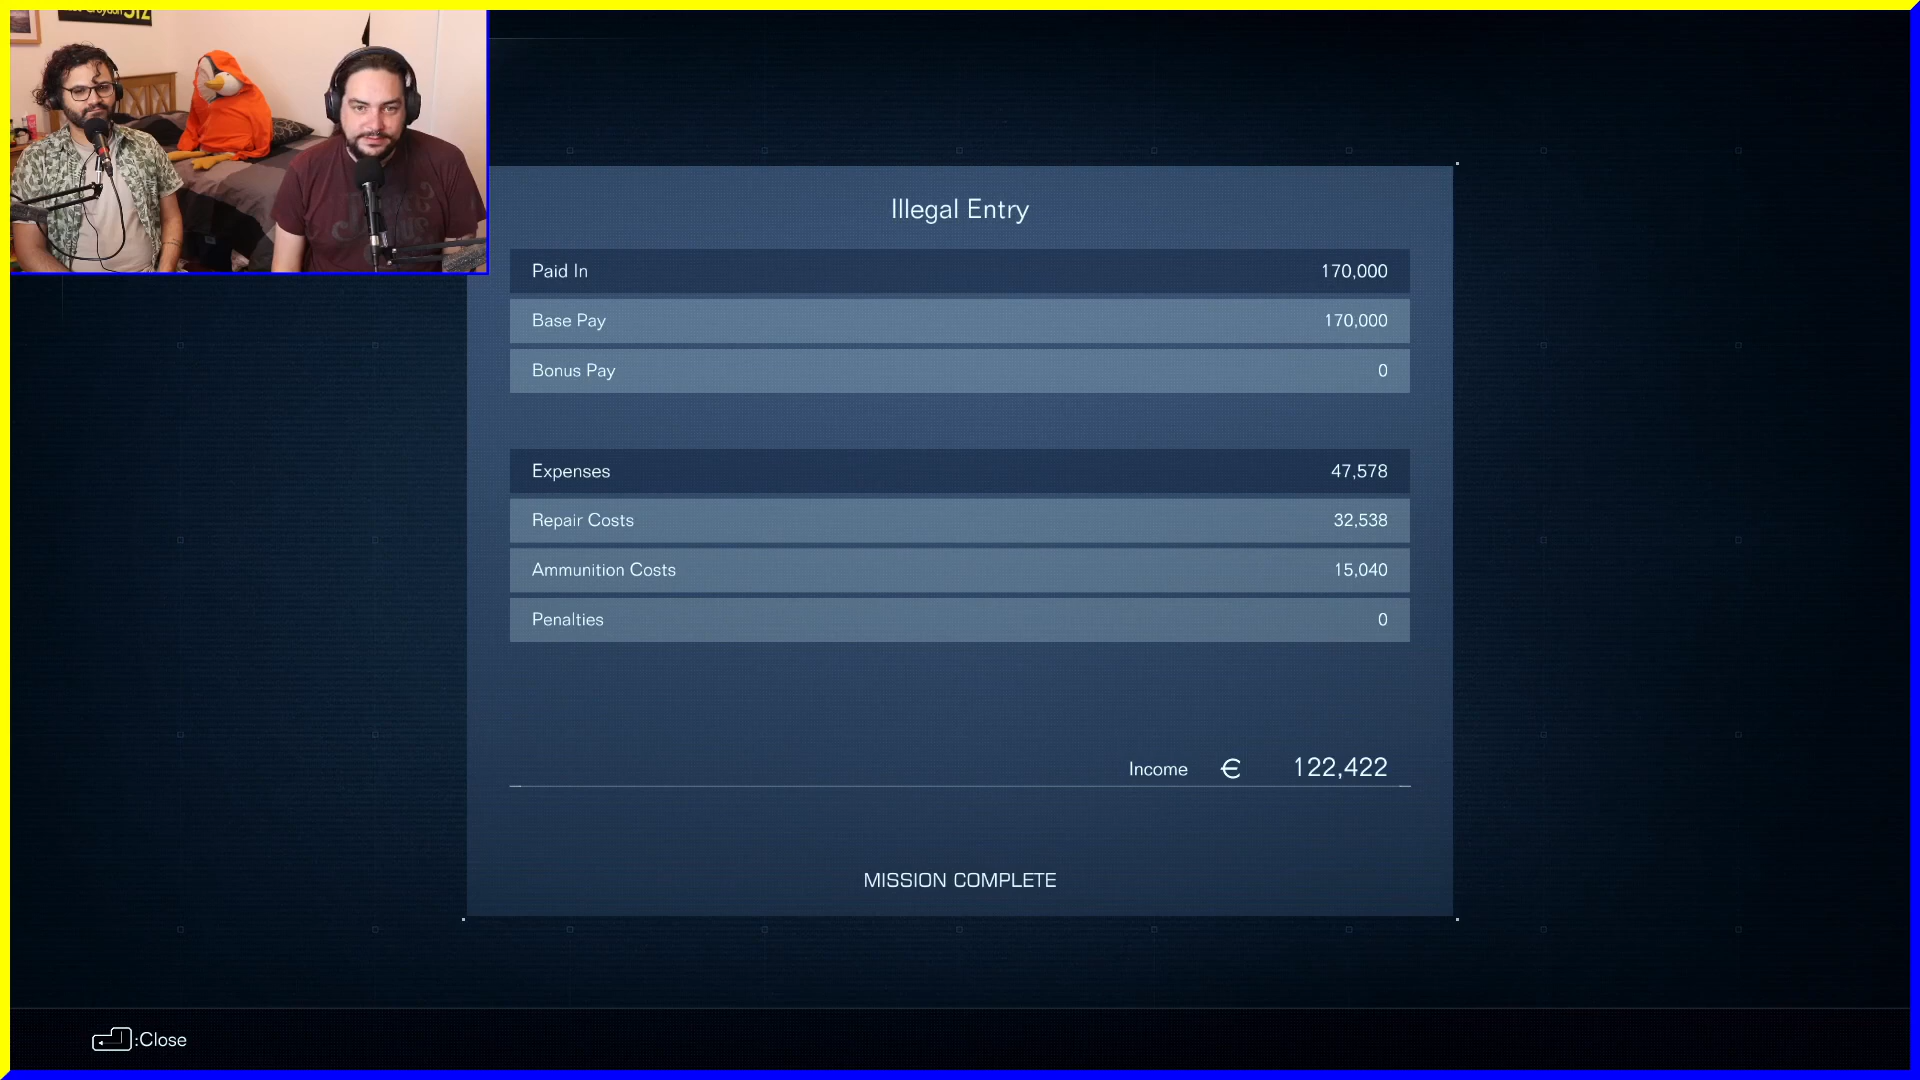 Illegal Entry
Paid In 170,000
Base Pay 170,000
Bonus Pay 0
Expenses 47,578
Repair Costs 32,538
Ammunition Costs 15,040
Penalties 0
Income € 122,422
MISSION COMPLETE
:Close